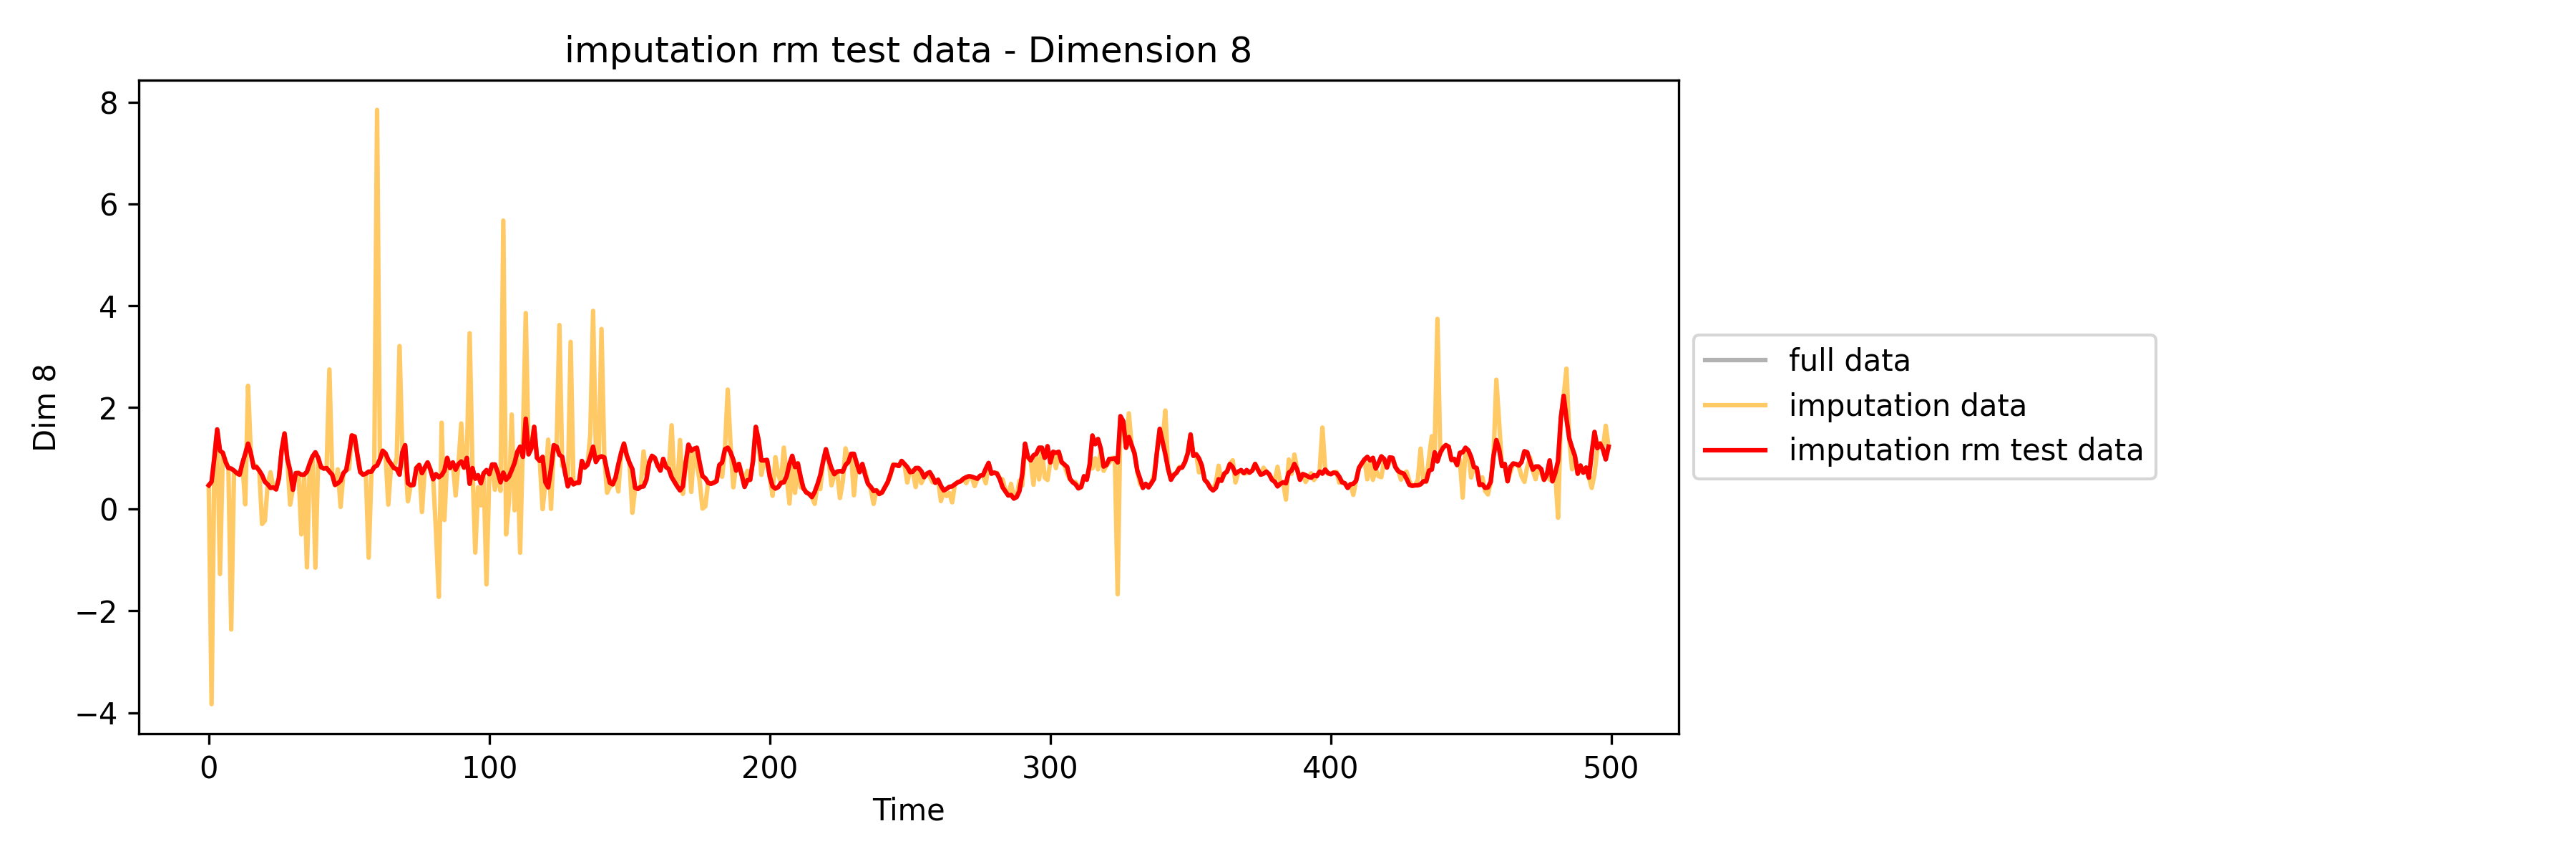 imputation rm test data - Dimension 8
8
6
4
2
0
−2
−4
Dim 8
0 100 200 300 400 500
Time
full data
imputation data
imputation rm test data